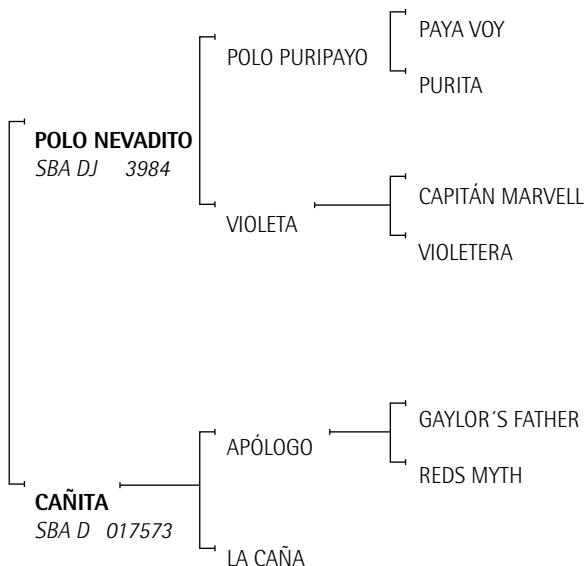 PAYA VOY
POLO PURIPAYO
PURITA
POLO NEVADITO
SBA DJ 3984
CAPITÁN MARVELL
VIOLETA
VIOLETERA
GAYLOR´S FATHER
APÓLOGO
REDS MYTH
CAÑITA
SBA D 017573
LA CAÑA